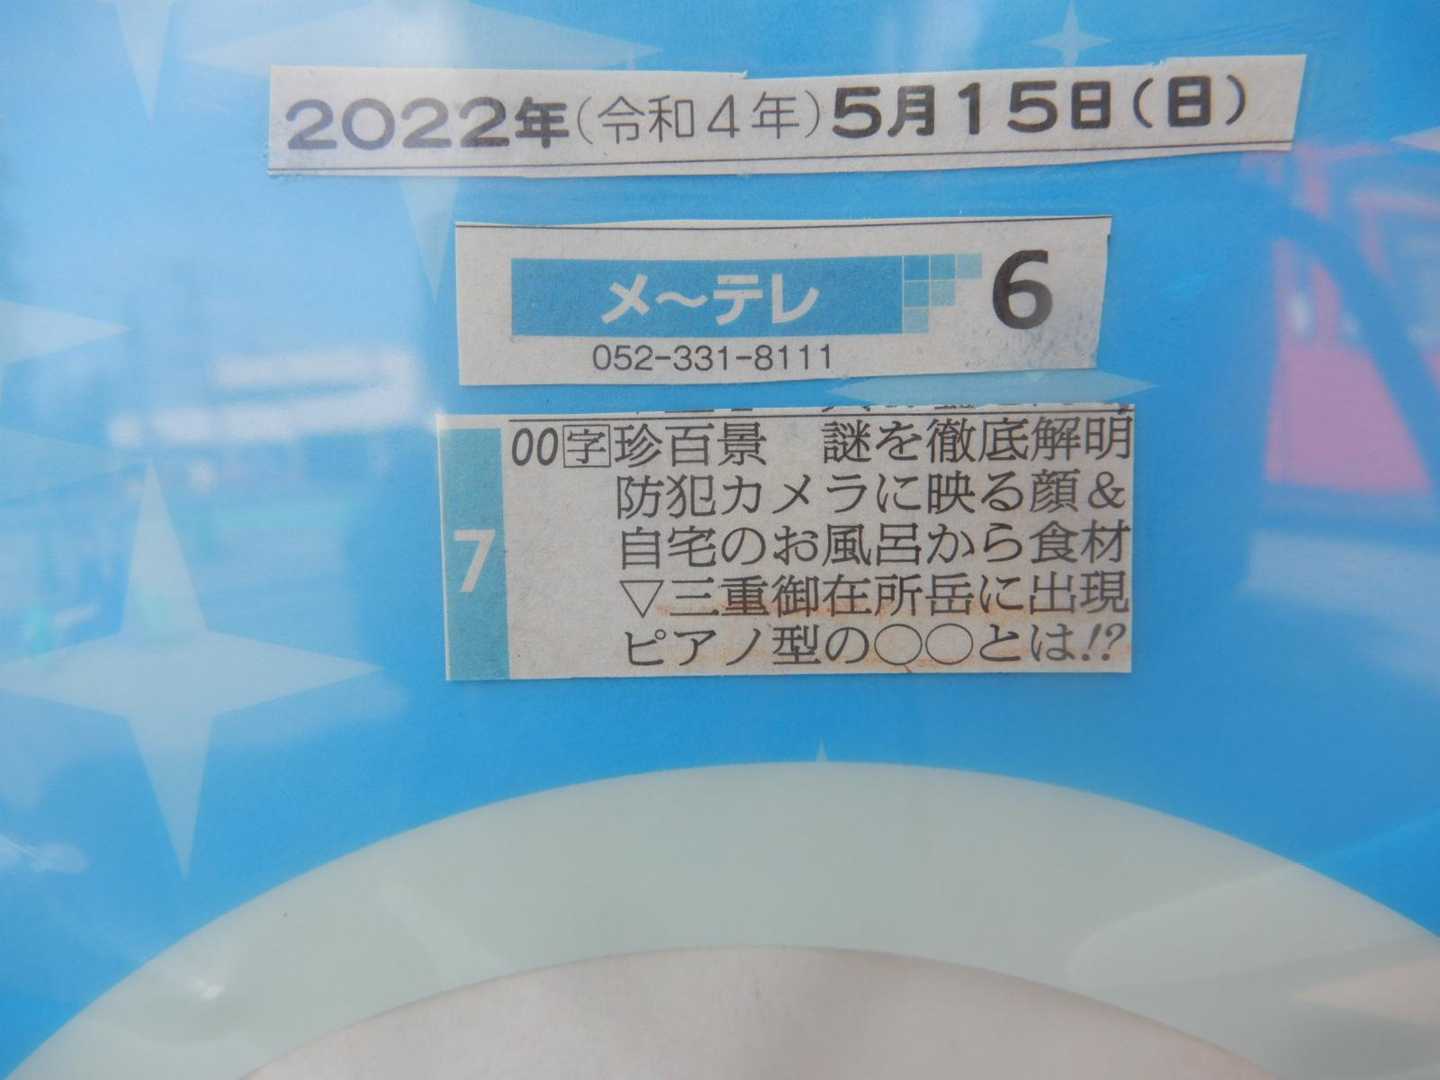 2022年(令和4年)5月15日(日)
メ〜テレ 6
052-331-8111
7 00字珍百景　謎を徹底解明
防犯カメラに映る顔＆
自宅のお風呂から食材
▽三重御在所岳に出現
ピアノ型の〇〇とは!?